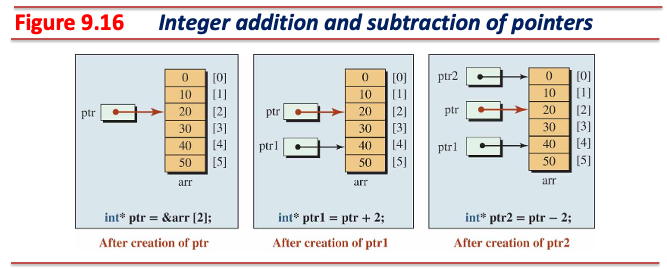 Figure 9.16 Integer addition and subtraction of pointers
ptr
0 [0]
10 [1]
20 [2]
30 [3]
40 [4]
50 [5]
arr
int* ptr = &arr [2];
After creation of ptr
ptr
ptr1
0 [0]
10 [1]
20 [2]
30 [3]
40 [4]
50 [5]
arr
int* ptr1 = ptr + 2;
After creation of ptr1
ptr2
ptr
ptr1
0 [0]
10 [1]
20 [2]
30 [3]
40 [4]
50 [5]
arr
int* ptr2 = ptr − 2;
After creation of ptr2